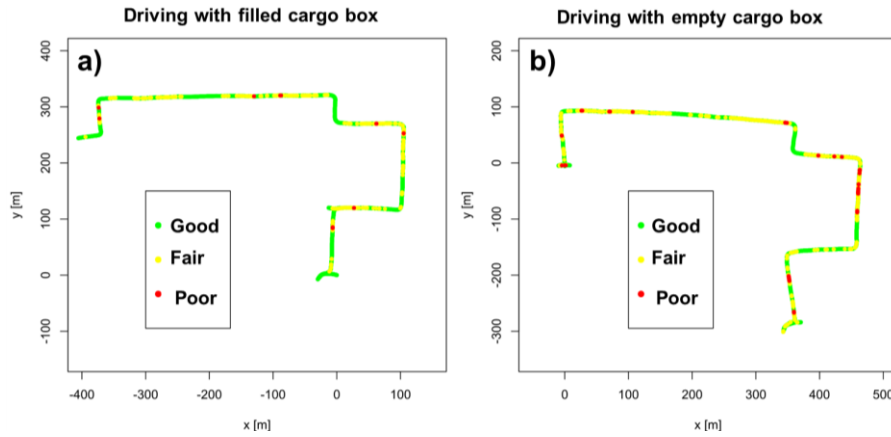 Driving with filled cargo box
a)
400
300
200
100
0
-100
y [m]
Good
Fair
Poor
-400 -300 -200 -100 0 100
x [m]
Driving with empty cargo box
b)
200
100
0
-100
-200
-300
y [m]
Good
Fair
Poor
0 100 200 300 400 500
x [m]